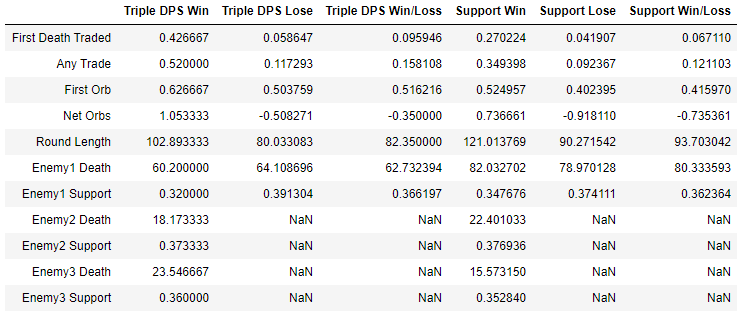 Triple DPS Win Triple DPS Lose Triple DPS Win/Loss Support Win Support Lose Support Win/Loss
First Death Traded 0.426667 0.058647 0.095946 0.270224 0.041907 0.067110
Any Trade 0.520000 0.117293 0.158108 0.349398 0.092367 0.121103
First Orb 0.626667 0.503759 0.516216 0.524957 0.402395 0.415970
Net Orbs 1.053333 -0.508271 -0.350000 0.736661 -0.918110 -0.735361
Round Length 102.893333 80.033083 82.350000 121.013769 90.271542 93.703042
Enemy1 Death 60.200000 64.108696 62.732394 82.032702 78.970128 80.333593
Enemy1 Support 0.320000 0.391304 0.366197 0.347676 0.374111 0.362364
Enemy2 Death 18.173333 NaN NaN 22.401033 NaN NaN
Enemy2 Support 0.373333 NaN NaN 0.376936 NaN NaN
Enemy3 Death 23.546667 NaN NaN 15.573150 NaN NaN
Enemy3 Support 0.360000 NaN NaN 0.352840 NaN NaN